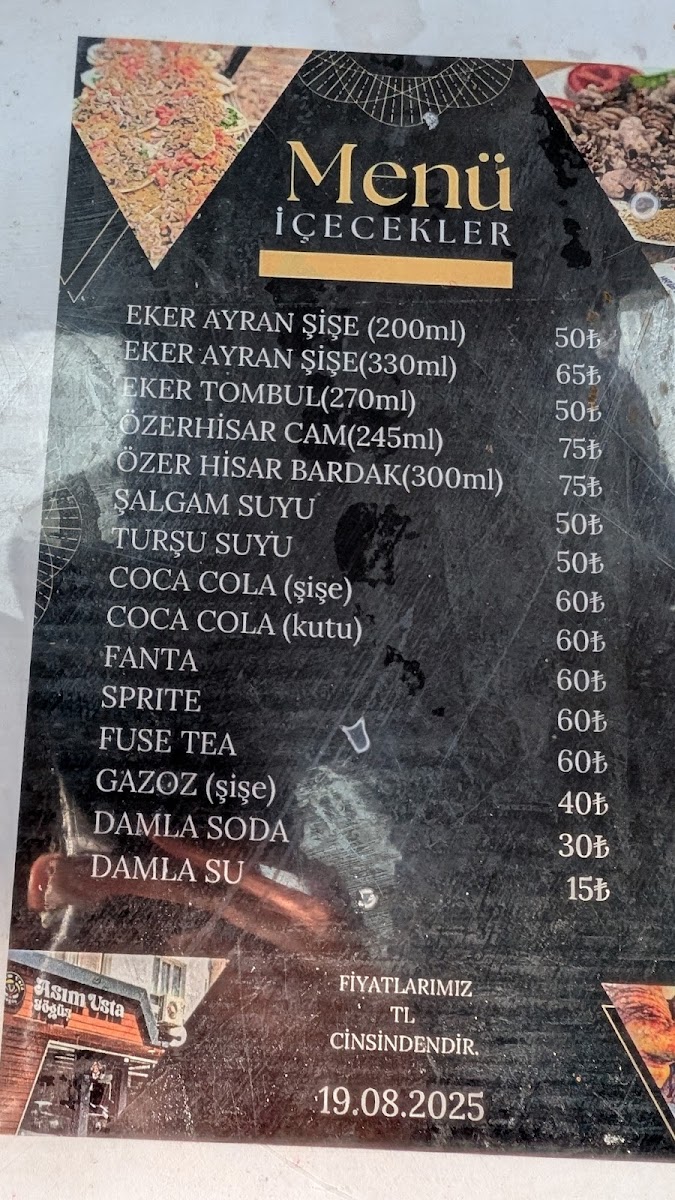 Menü
İÇECEKLER
EKER AYRAN ŞİŞE (200ml) 50₺
EKER AYRAN ŞİŞE(330ml) 65₺
EKER TOMBUL(270ml) 50₺
ÖZERHİSAR CAM(245ml) 75₺
ÖZER HİSAR BARDAK(300ml) 75₺
ŞALGAM SUYU 50₺
TURŞU SUYU 50₺
COCA COLA (şişe) 60₺
COCA COLA (kutu) 60₺
FANTA 60₺
SPRITE 60₺
FUSE TEA 60₺
GAZOZ (şişe) 40₺
DAMLA SODA 30₺
DAMLA SU 15₺
Asım Usta
Söğüş
FİYATLARIMIZ
TL
CİNSİNDENDİR.
19.08.2025